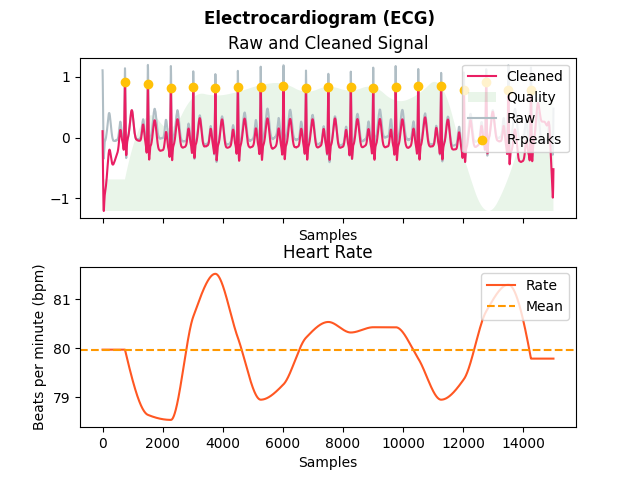 Electrocardiogram (ECG)
Raw and Cleaned Signal
1
0
−1
Cleaned
Quality
Raw
R-peaks
Samples
Heart Rate
Beats per minute (bpm)
81
80
79
Rate
Mean
0 2000 4000 6000 8000 10000 12000 14000
Samples